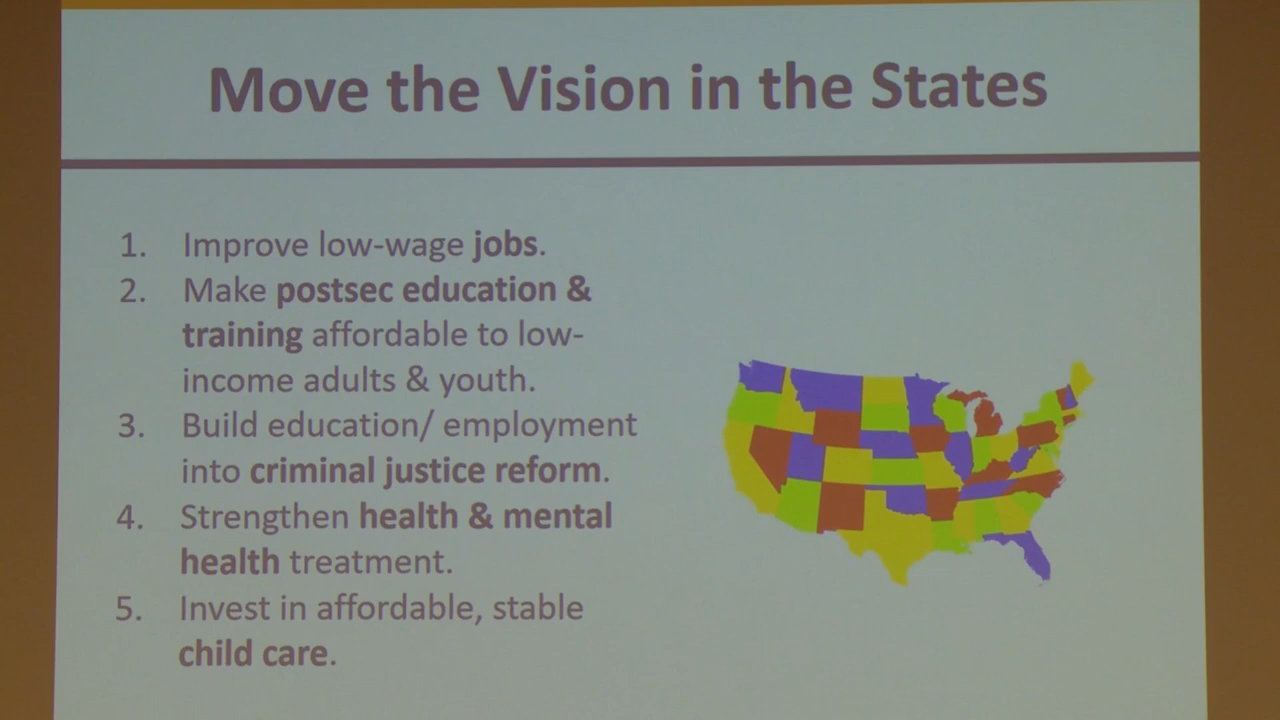 Move the Vision in the States
1. Improve low-wage jobs.
2. Make postsec education &
training affordable to low-
income adults & youth.
3. Build education/ employment
into criminal justice reform.
4. Strengthen health & mental
health treatment.
5. Invest in affordable, stable
child care.